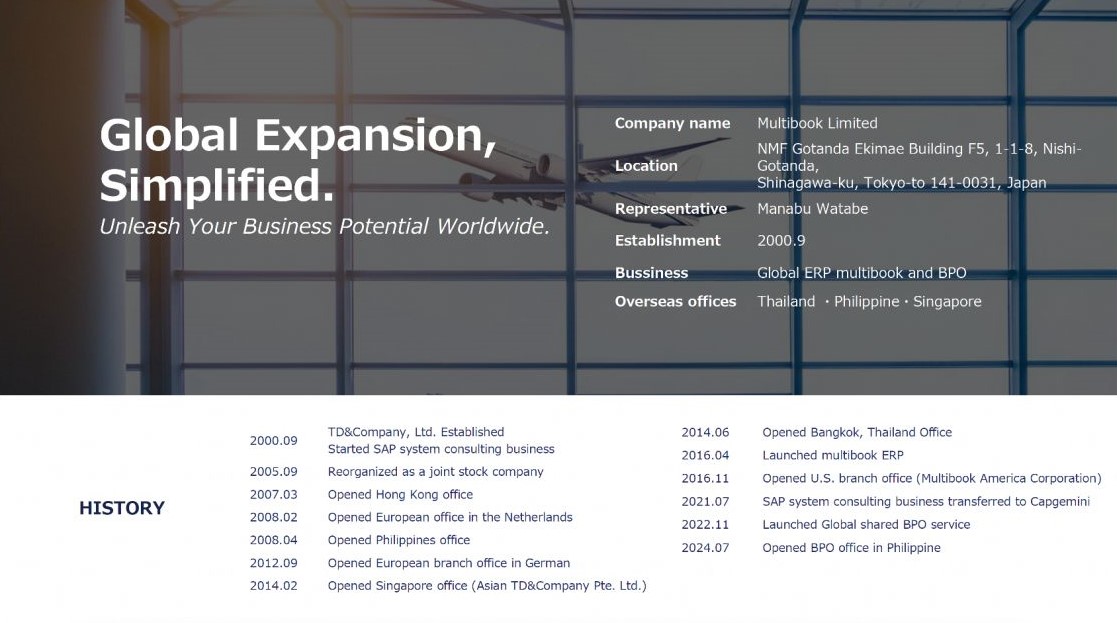 Global Expansion,
Simplified.
Unleash Your Business Potential Worldwide.
Company name Multibook Limited
Location NMF Gotanda Ekimae Building F5, 1-1-8, Nishi-
Gotanda,
Shinagawa-ku, Tokyo-to 141-0031, Japan
Representative Manabu Watabe
Establishment 2000.9
Bussiness Global ERP multibook and BPO
Overseas offices Thailand ・Philippine・Singapore
HISTORY
2000.09 TD&Company, Ltd. Established
Started SAP system consulting business
2005.09 Reorganized as a joint stock company
2007.03 Opened Hong Kong office
2008.02 Opened European office in the Netherlands
2008.04 Opened Philippines office
2012.09 Opened European branch office in German
2014.02 Opened Singapore office (Asian TD&Company Pte. Ltd.)
2014.06 Opened Bangkok, Thailand Office
2016.04 Launched multibook ERP
2016.11 Opened U.S. branch office (Multibook America Corporation)
2021.07 SAP system consulting business transferred to Capgemini
2022.11 Launched Global shared BPO service
2024.07 Opened BPO office in Philippine